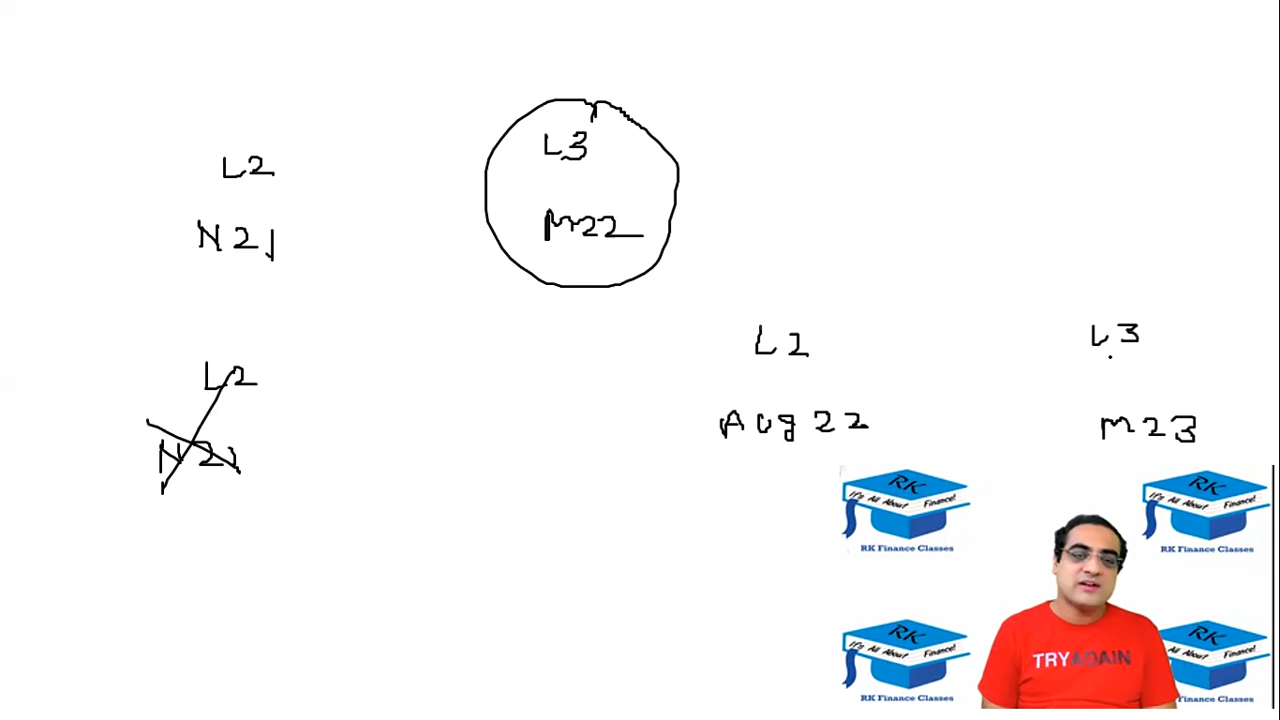 L3
L2
M22
N21
L2
L3
L2
Aug 22
M23
N21
RK
It's All About Finance!
RK Finance Classes
RK
It's All About Finance!
RK Finance Classes
TRY AGAIN
RK
It's All About Finance!
RK Finance Classes
RK
All About Finance!
RK Finance Classes